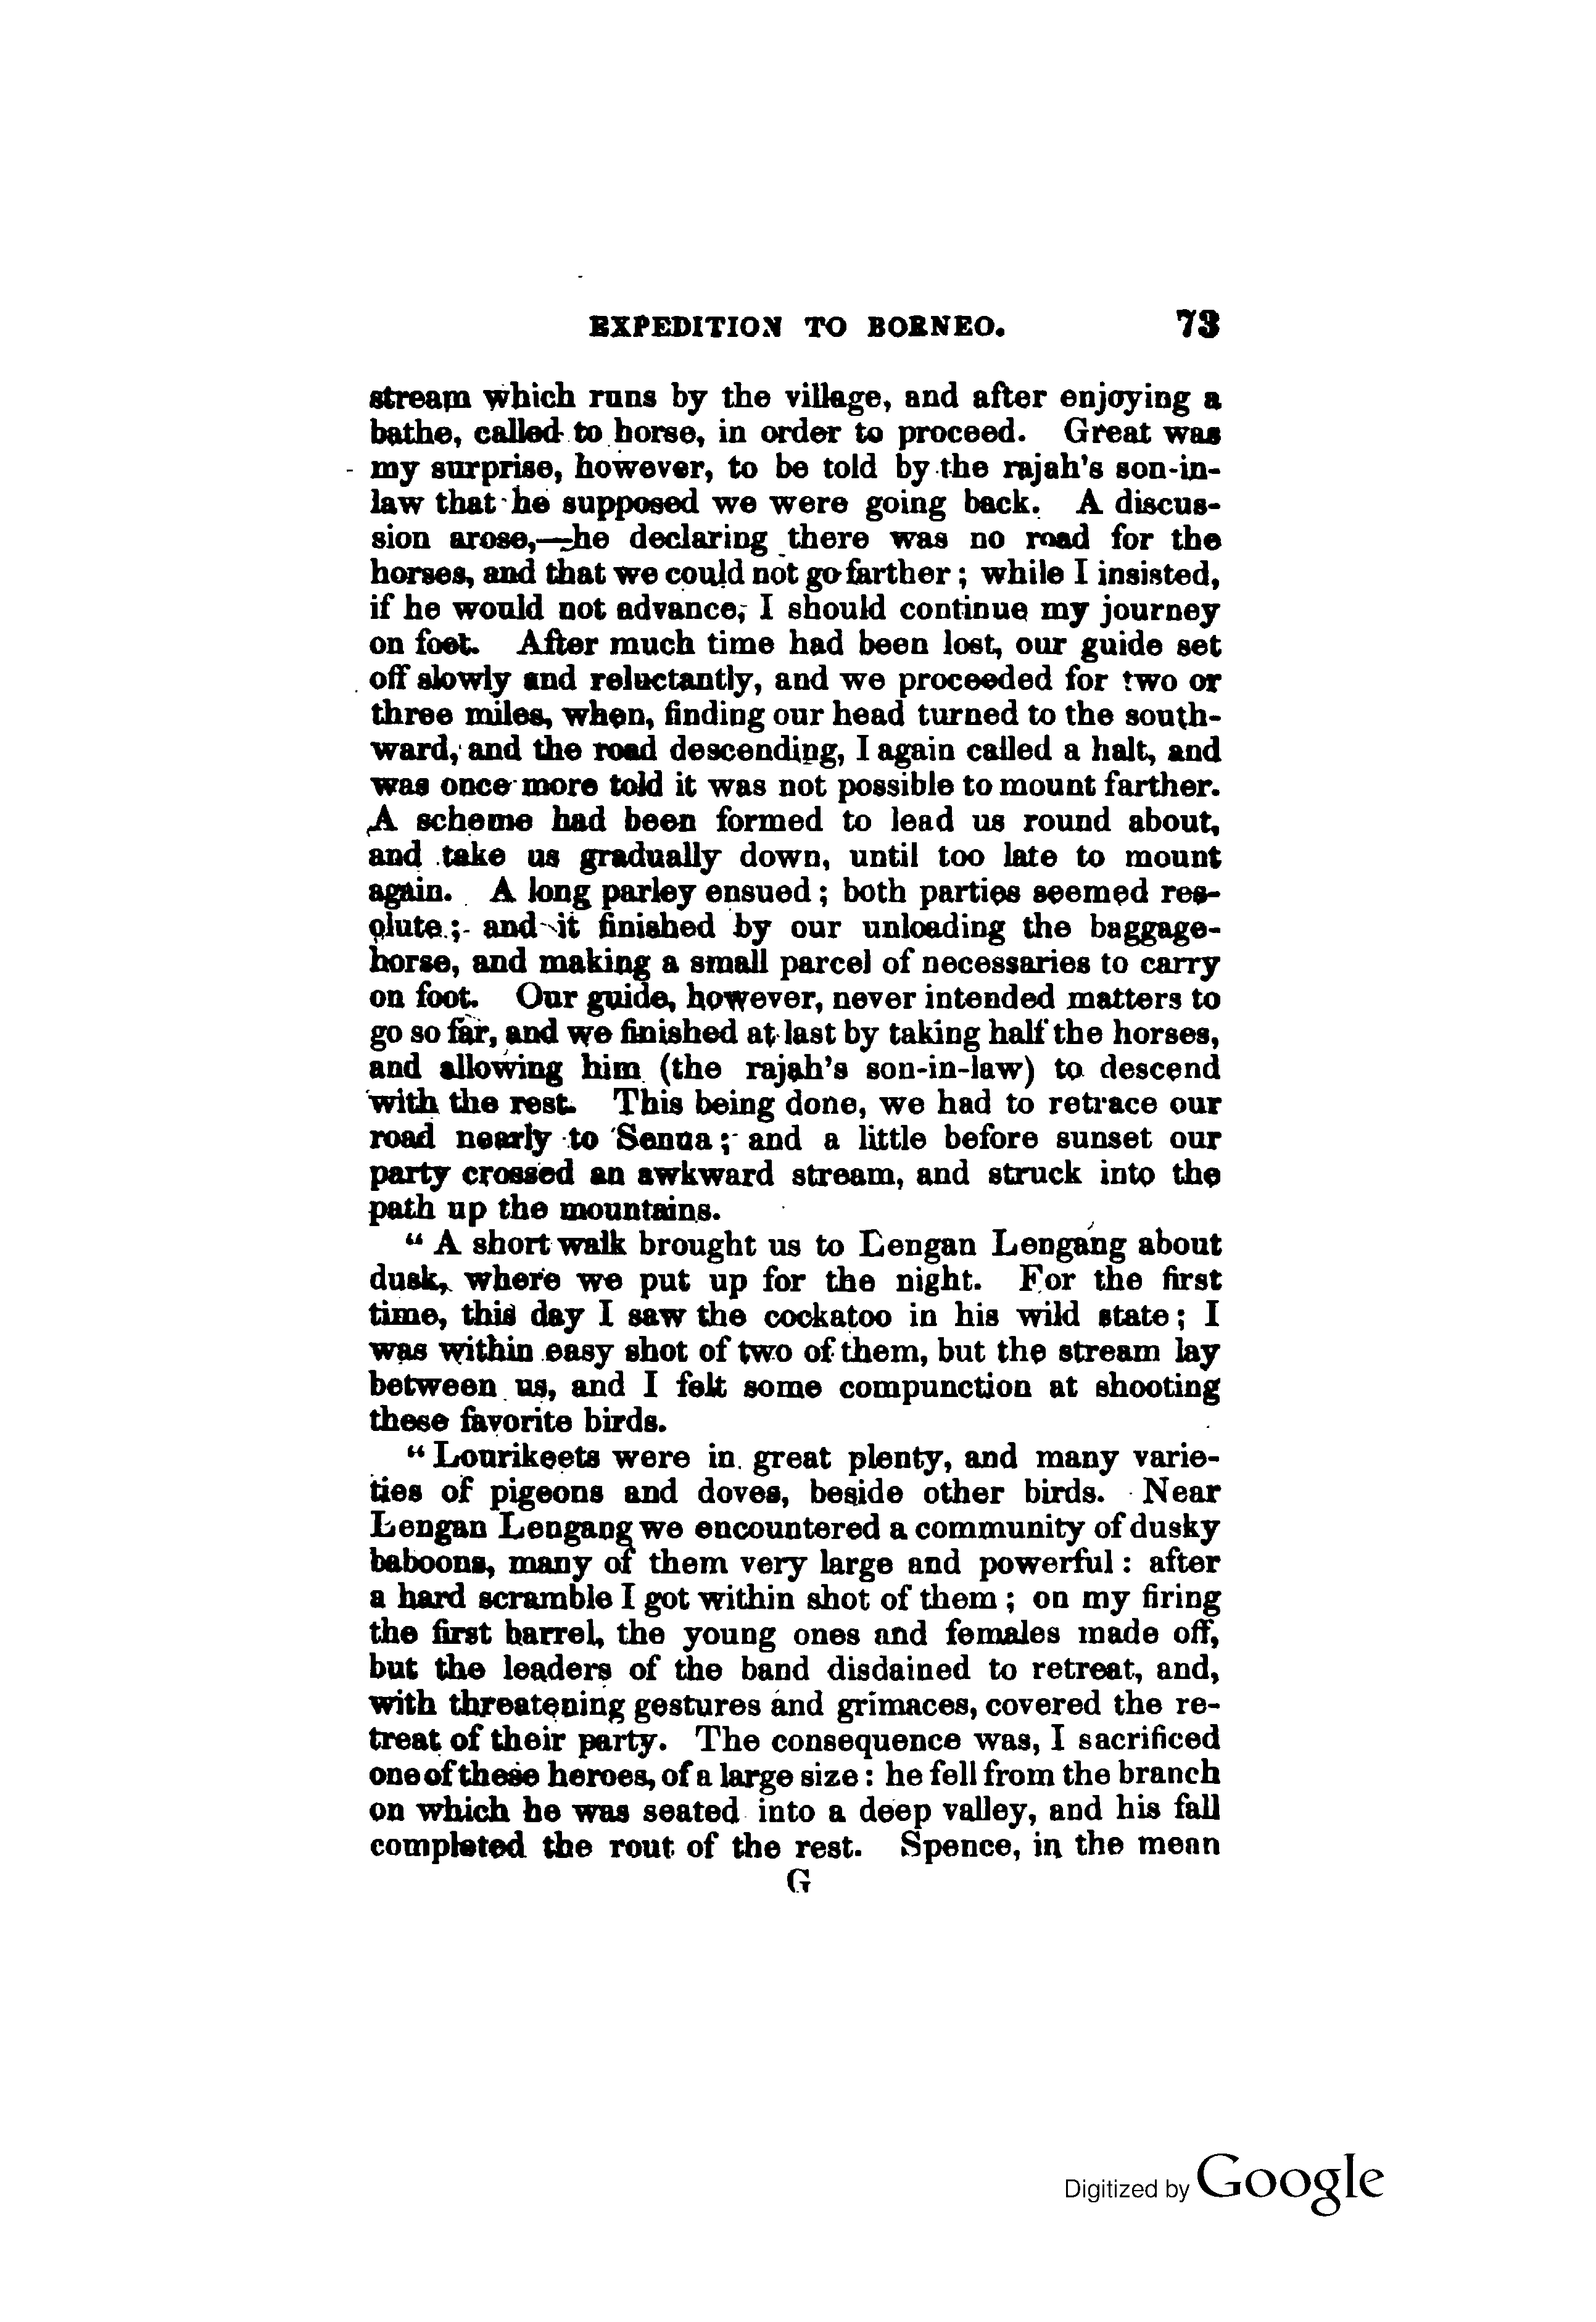 EXPEDITION TO BORNEO. 73
stream which runs by the village, and after enjoying a
bathe, called to horse, in order to proceed. Great was
my surprise, however, to be told by the rajah's son-in-
law that he supposed we were going back. A discus-
sion arose,—he declaring there was no road for the
horses, and that we could not go farther; while I insisted,
if he would not advance, I should continue my journey
on foot. After much time had been lost, our guide set
off slowly and reluctantly, and we proceeded for two or
three miles, when, finding our head turned to the south-
ward, and the road descending, I again called a halt, and
was once more told it was not possible to mount farther.
A scheme had been formed to lead us round about,
and take us gradually down, until too late to mount
again. A long parley ensued; both parties seemed res-
olute; and it finished by our unloading the baggage-
horse, and making a small parcel of necessaries to carry
on foot. Our guide, however, never intended matters to
go so far, and we finished at last by taking half the horses,
and allowing him (the rajah's son-in-law) to descend
with the rest. This being done, we had to retrace our
road nearly to Senna; and a little before sunset our
party crossed an awkward stream, and struck into the
path up the mountains.
"A short walk brought us to Lengan Lengang about
dusk, where we put up for the night. For the first
time, this day I saw the cockatoo in his wild state; I
was within easy shot of two of them, but the stream lay
between us, and I felt some compunction at shooting
these favorite birds.
"Lourikeets were in great plenty, and many varie-
ties of pigeons and doves, beside other birds. Near
Lengan Lengang we encountered a community of dusky
baboons, many of them very large and powerful: after
a hard scramble I got within shot of them; on my firing
the first barrel, the young ones and females made off,
but the leaders of the band disdained to retreat, and,
with threatening gestures and grimaces, covered the re-
treat of their party. The consequence was, I sacrificed
one of these heroes, of a large size: he fell from the branch
on which he was seated into a deep valley, and his fall
completed the rout of the rest. Spence, in the mean
G
Digitized by Google